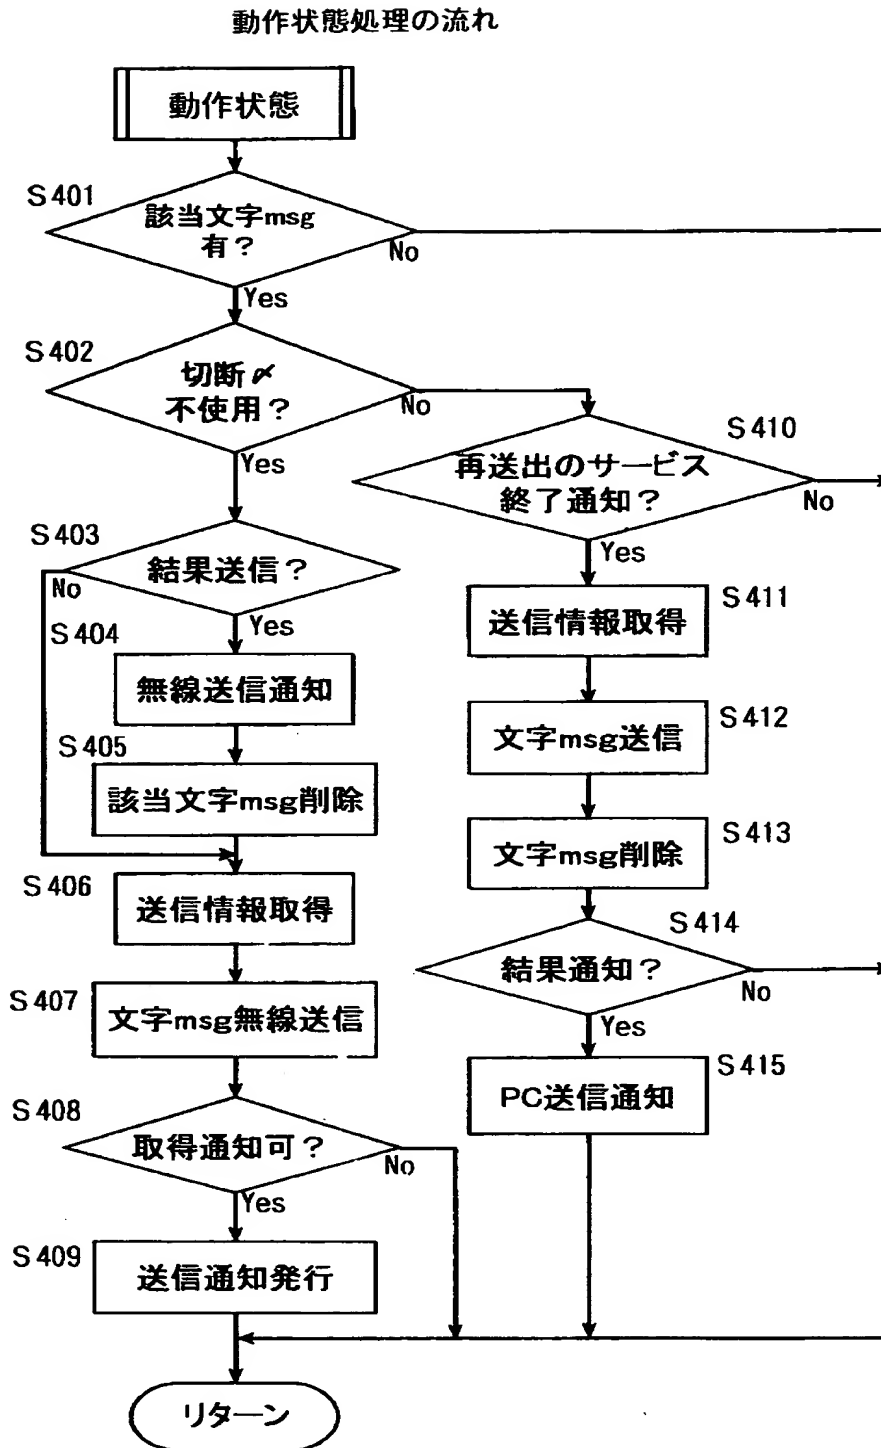 動作状態処理の流れ
動作状態
S401
該当文字msg
有？
No
Yes
S402
切断〆
不使用？
No
Yes
S410
再送出のサービス
終了通知？
No
Yes
S403
結果送信？
No
Yes
S404
無線送信通知
S405
該当文字msg削除
S406
送信情報取得
S407
文字msg無線送信
S408
取得通知可？
No
Yes
S409
送信通知発行
S411
送信情報取得
S412
文字msg送信
S413
文字msg削除
S414
結果通知？
No
Yes
S415
PC送信通知
リターン